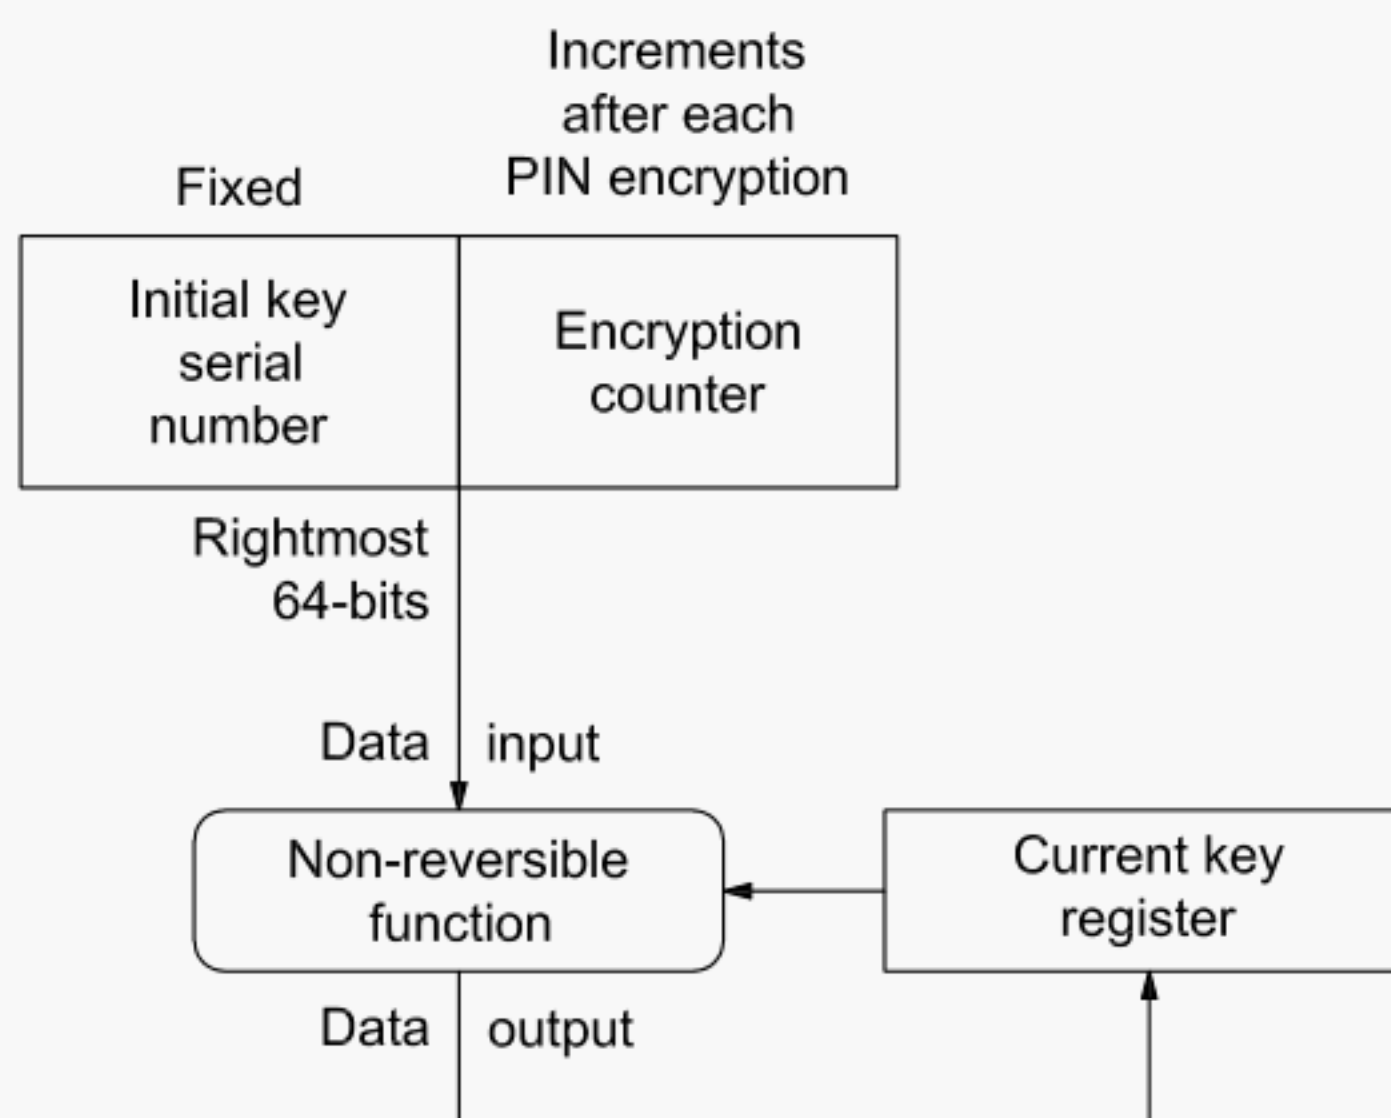 Increments
after each
PIN encryption
Fixed
Initial key
serial
number
Encryption
counter
Rightmost
64-bits
Data input
Non-reversible
function
Current key
register
Data output